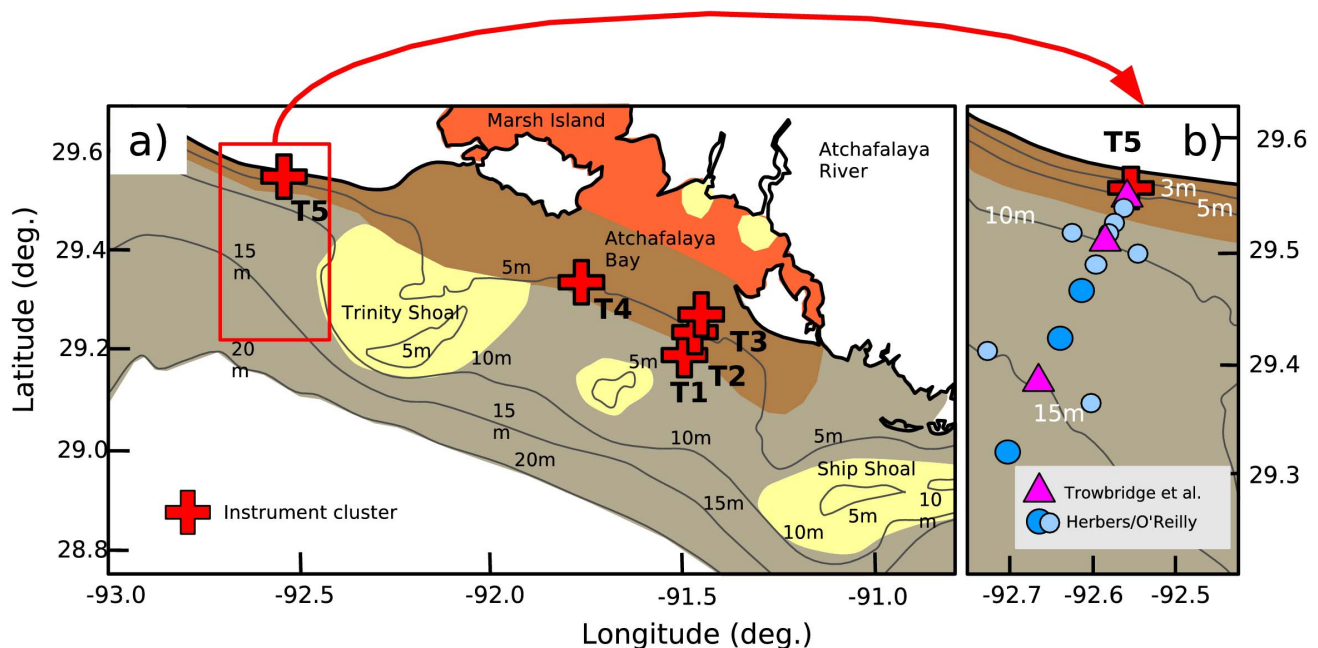 a)
Marsh Island
Atchafalaya
River
Atchafalaya
Bay
T5
15
m
5m
T4
Trinity Shoal
5m
10m
20
m
5m
T3
T2
T1
15
m
10m
20m
5m
Ship Shoal
15m
10m
5m
10
m
Instrument cluster
29.6
29.4
29.2
29.0
28.8
Latitude (deg.)
-93.0
-92.5
-92.0
-91.5
-91.0
Longitude (deg.)
b)
T5
3m
5m
10m
15m
Trowbridge et al.
Herbers/O'Reilly
29.6
29.5
29.4
29.3
-92.7
-92.6
-92.5